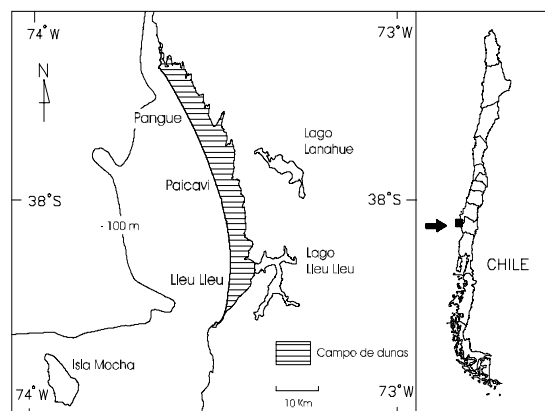 74˚ W
73˚ W
N
Pangue
Lago
Lanahue
Paicavi
38˚S
38˚S
- 100 m
Lago
Lleu Lleu
Lleu Lleu
CHILE
Campo de dunas
Isla Mocha
10 Km
74˚ W
73˚ W